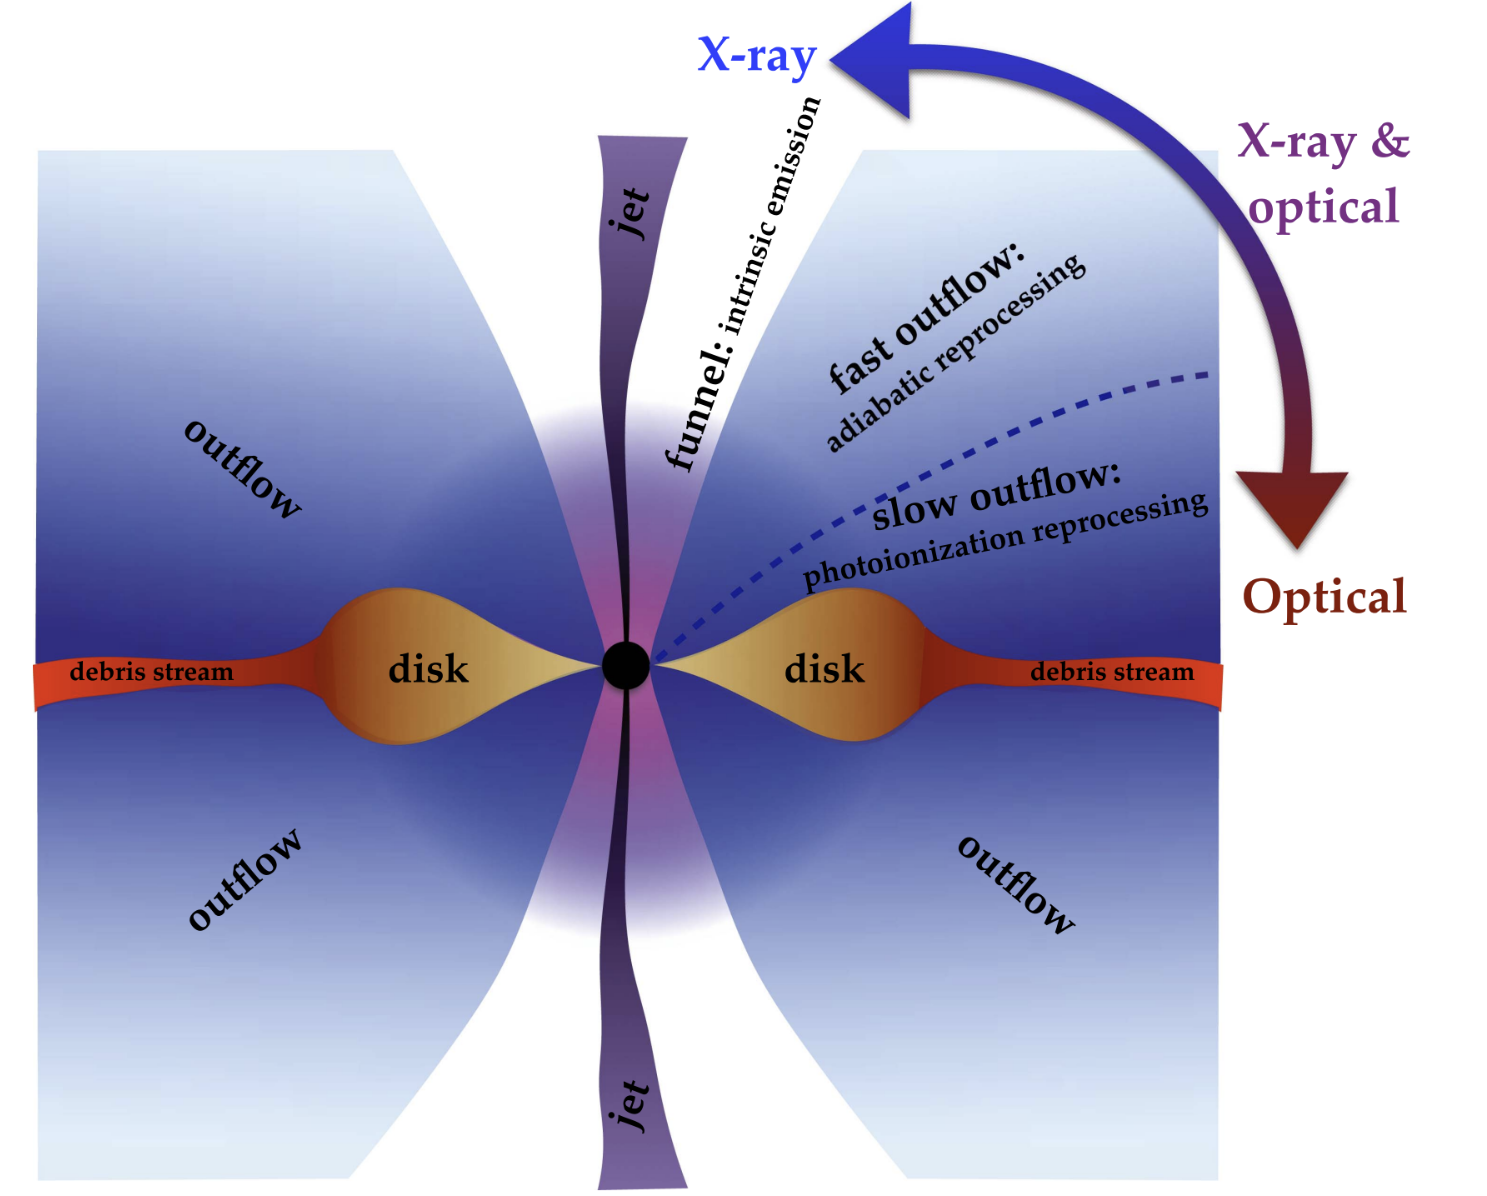 X-ray
X-ray &
optical
Optical
jet
funnel: intrinsic emission
fast outflow:
adiabatic reprocessing
slow outflow:
photoionization reprocessing
outflow
debris stream
disk
disk
debris stream
outflow
outflow
jet